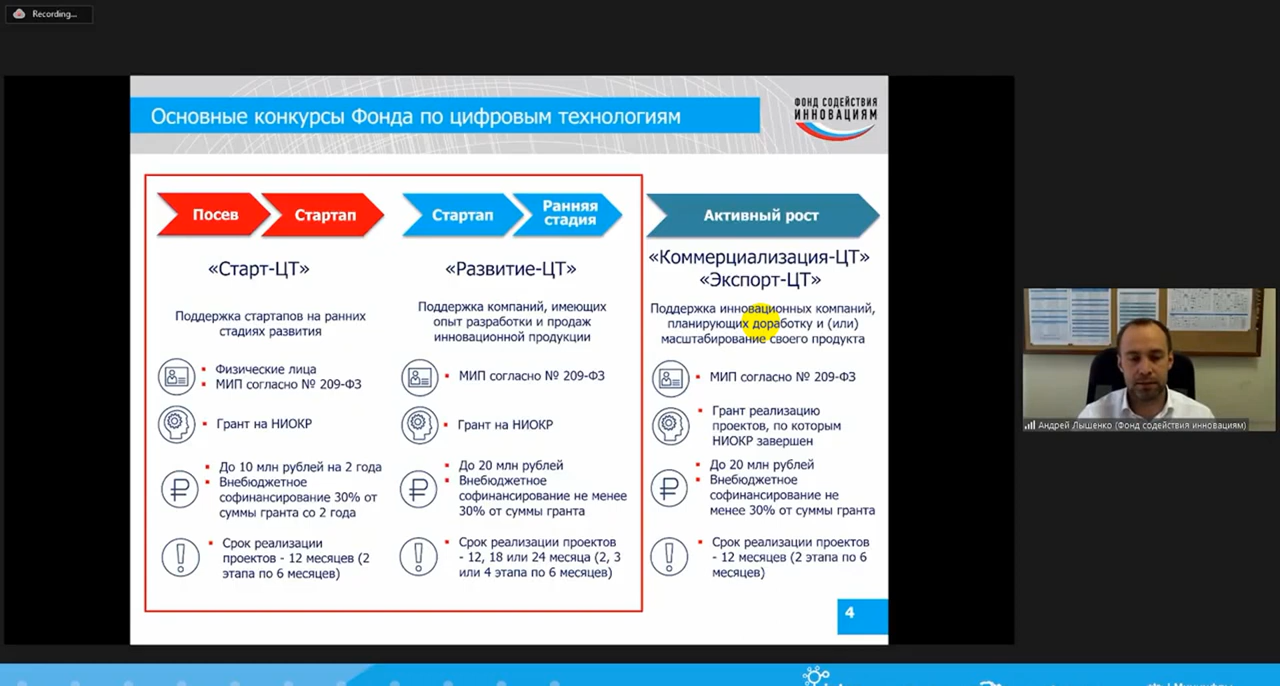 Recording...
Основные конкурсы Фонда по цифровым технологиям
ФОНД СОДЕЙСТВИЯ
ИННОВАЦИЯМ
Посев
Стартап
«Старт-ЦТ»
Поддержка стартапов на ранних
стадиях развития
Физические лица
МИП согласно № 209-ФЗ
Грант на НИОКР
До 10 млн рублей на 2 года
Внебюджетное
софинансирование 30% от
суммы гранта со 2 года
Срок реализации
проектов - 12 месяцев (2
этапа по 6 месяцев)
Стартап
Ранняя
стадия
«Развитие-ЦТ»
Поддержка компаний, имеющих
опыт разработки и продаж
инновационной продукции
МИП согласно № 209-ФЗ
Грант на НИОКР
До 20 млн рублей
Внебюджетное
софинансирование не менее
30% от суммы гранта
Срок реализации проектов
- 12, 18 или 24 месяца (2, 3
или 4 этапа по 6 месяцев)
Активный рост
«Коммерциализация-ЦТ»
«Экспорт-ЦТ»
Поддержка инновационных компаний,
планирующих доработку и (или)
масштабирование своего продукта
МИП согласно № 209-ФЗ
Грант реализацию
проектов, по которым
НИОКР завершен
До 20 млн рублей
Внебюджетное
софинансирование не
менее 30% от суммы гранта
Срок реализации проектов
- 12 месяцев (2 этапа по 6
месяцев)
4
Андрей Лышенко (Фонд содействия инновациям)